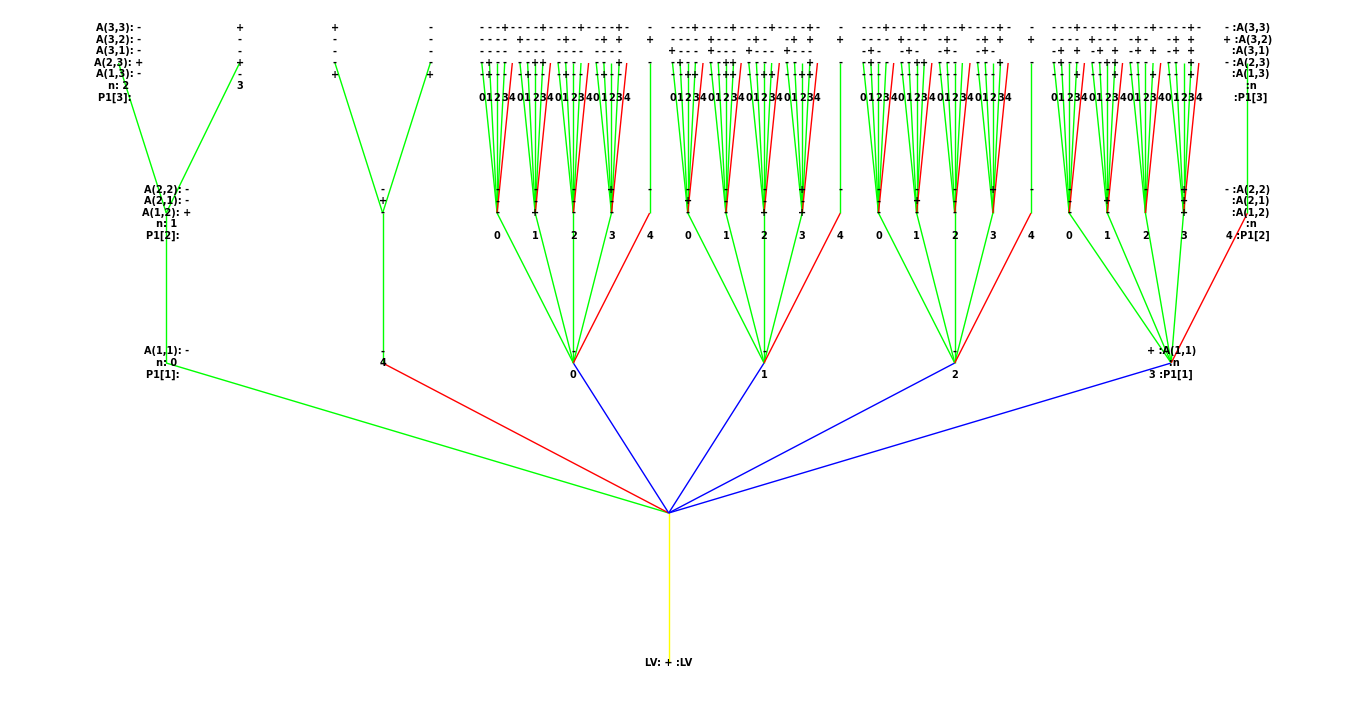 A(3,3): - + + - ---+----+----+----+- - ---+----+----+----+- - ---+----+----+----+- - ---+----+----+----+- - :A(3,3)
A(3,2): - - - -
+ :A(3,2)
A(3,1): - - - -
:A(3,1)
A(2,3): + + - -
- :A(2,3)
A(1,3): - - + +
:A(1,3)
n: 2 3 :n
P1[3]: 01234 01234 01234 01234 01234 01234 01234 01234 01234 01234 01234 01234 01234 01234 01234 01234 :P1[3]
A(2,2): - - - - - + - - - - + - - - - + - - - - + - :A(2,2)
A(2,1): - +
:A(2,1)
A(1,2): + -
:A(1,2)
n: 1 :n
P1[2]: 0 1 2 3 4 0 1 2 3 4 0 1 2 3 4 0 1 2 3 4 :P1[2]
A(1,1): - - - - - + :A(1,1)
n: 0 4 :n
P1[1]: 0 1 2 3 :P1[1]
LV: + :LV